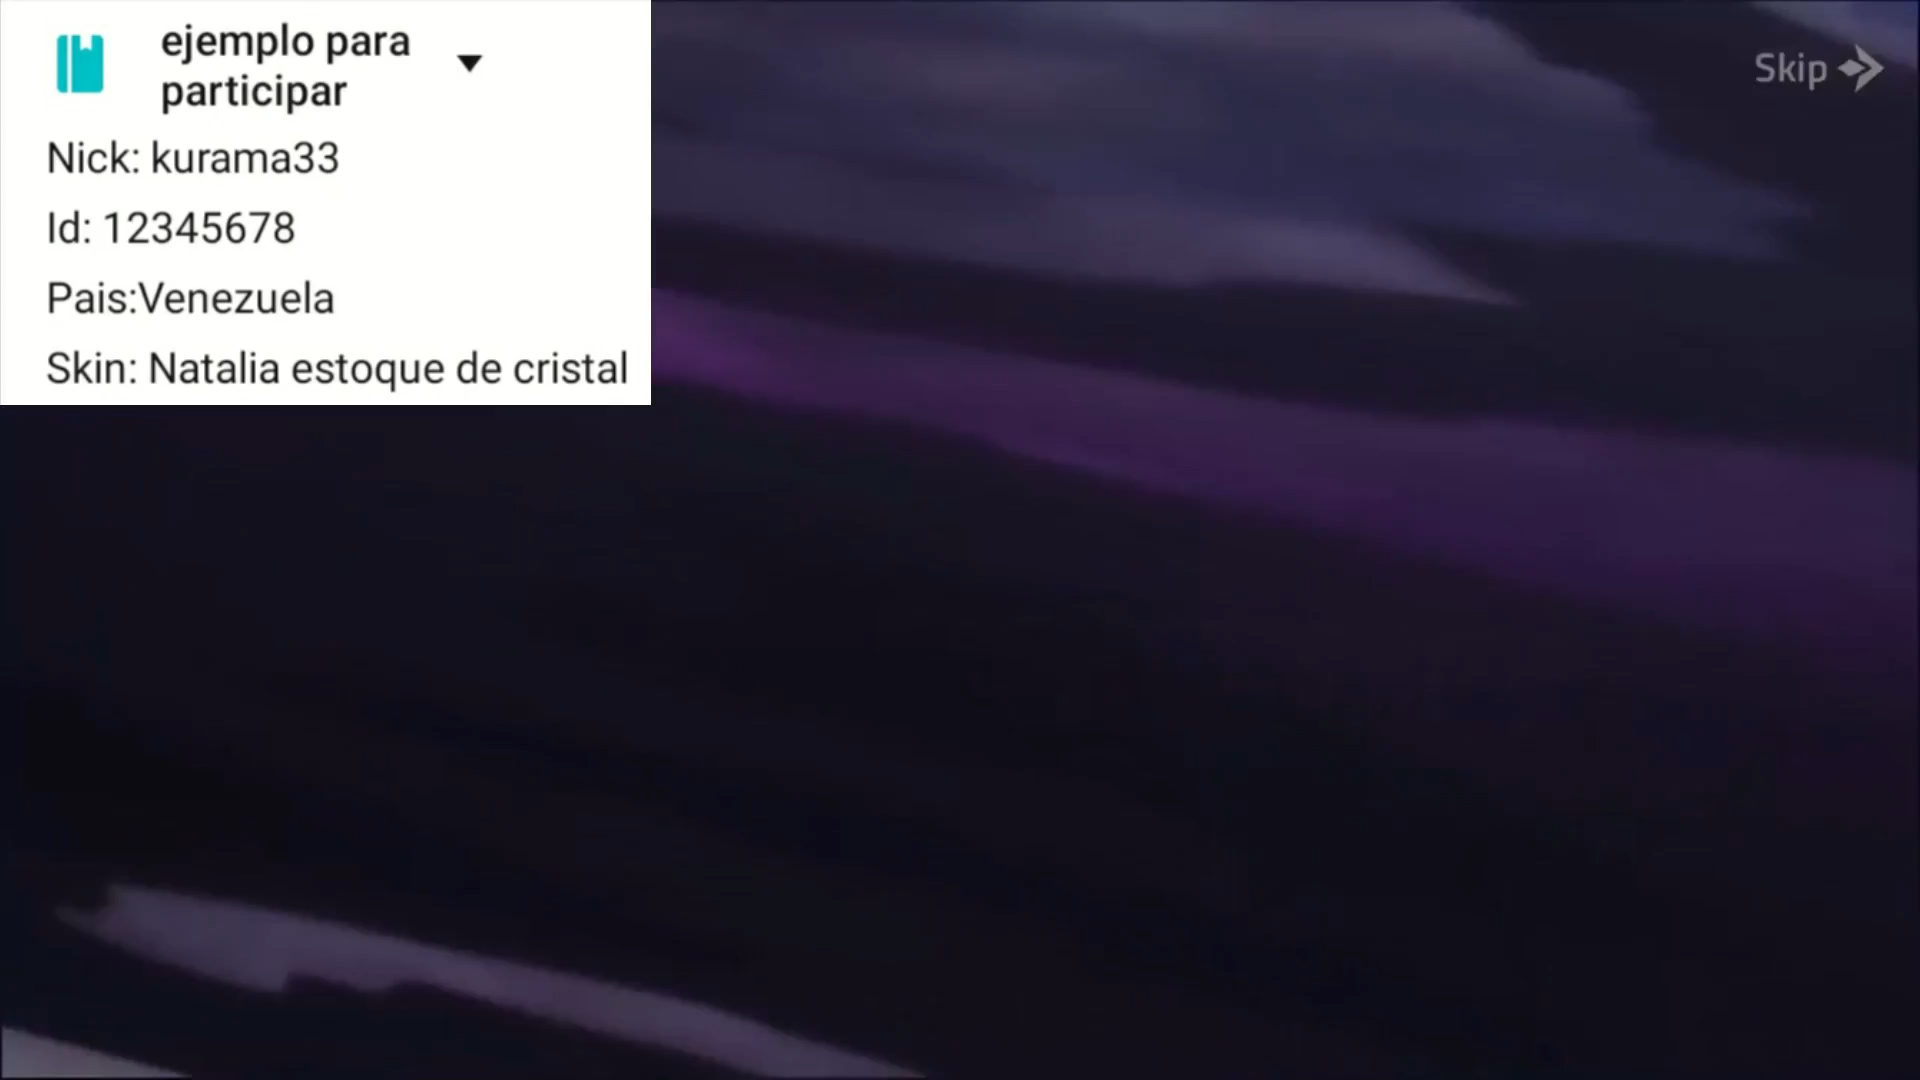 ejemplo para
participar
Nick: kurama33
Id: 12345678
Pais:Venezuela
Skin: Natalia estoque de cristal
Skip